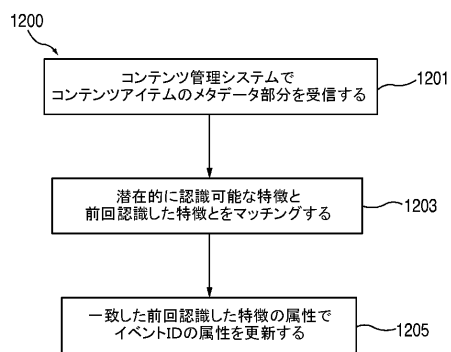 1200
コンテンツ管理システムで
コンテンツアイテムのメタデータ部分を受信する
1201
潜在的に認識可能な特徴と
前回認識した特徴とをマッチングする
1203
一致した前回認識した特徴の属性で
イベントIDの属性を更新する
1205